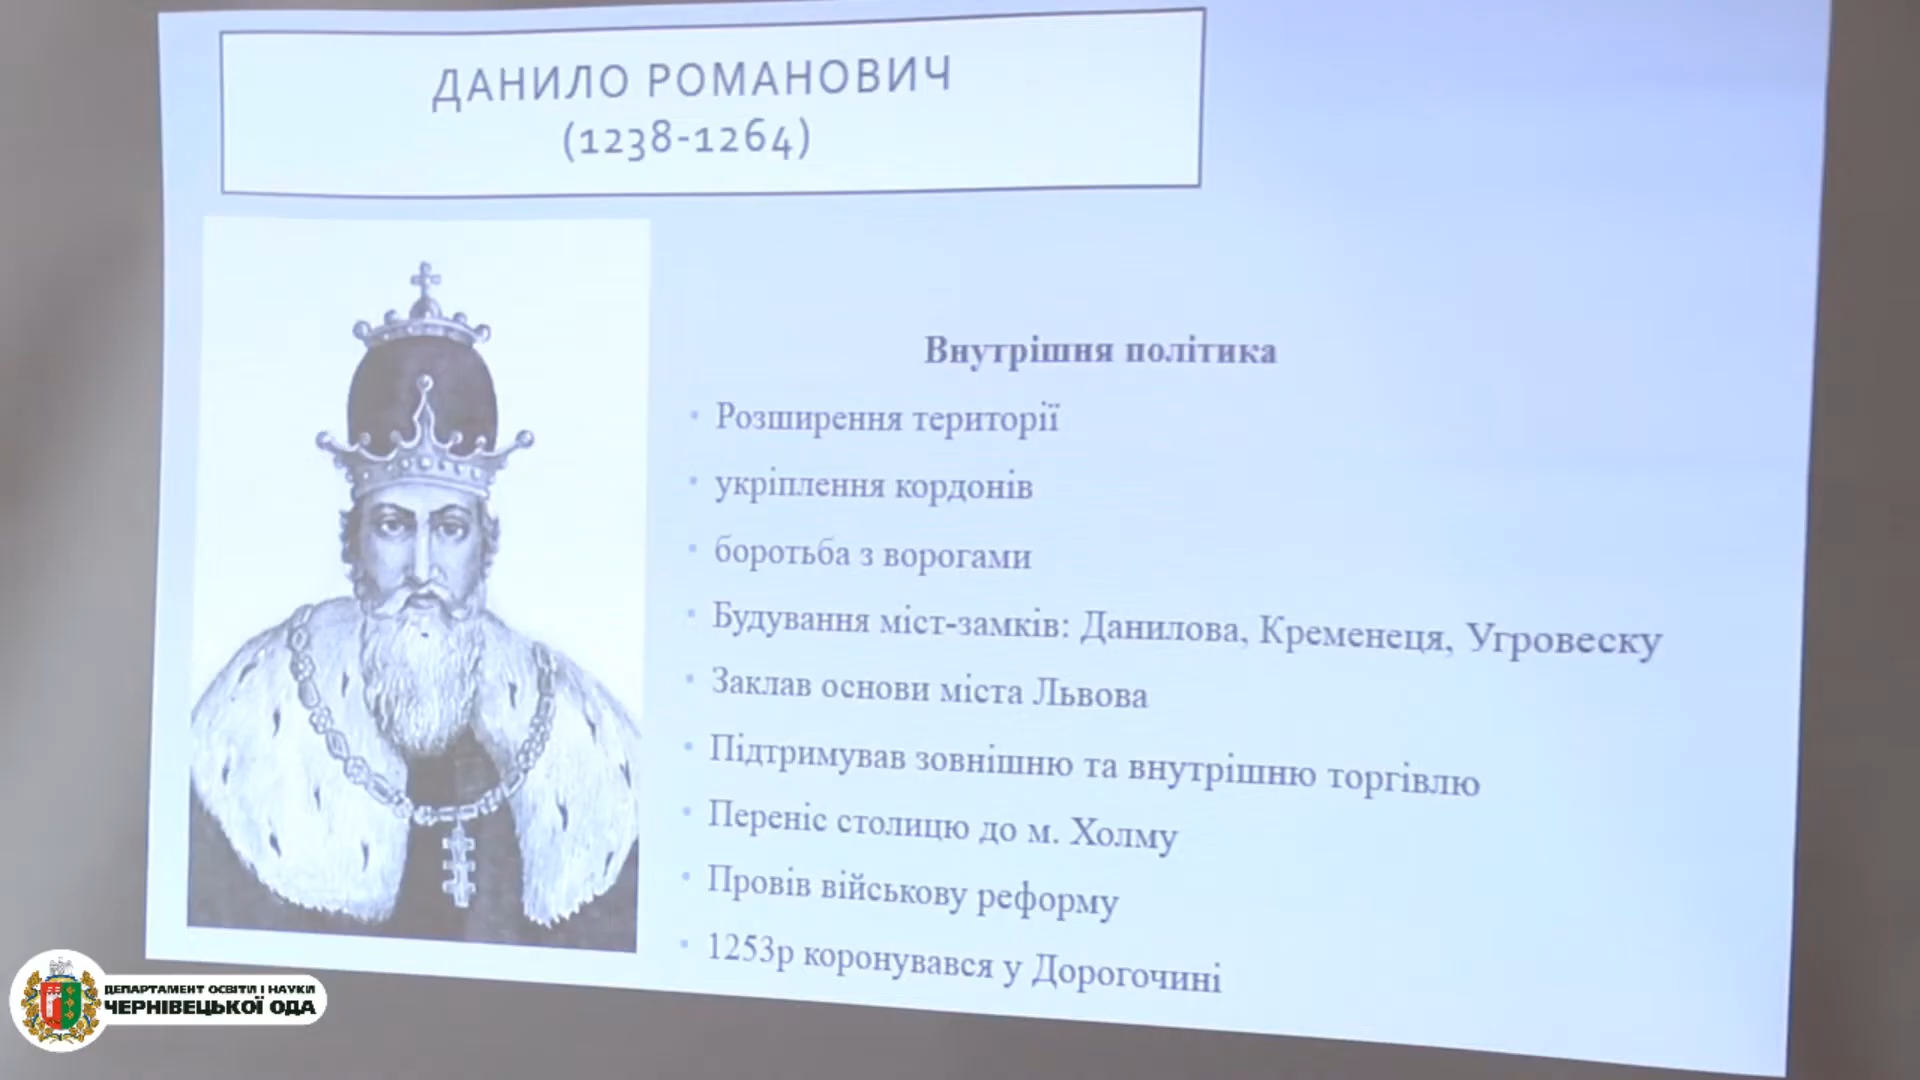 ДАНИЛО РОМАНОВИЧ
(1238-1264)
Внутрішня політика
• Розширення території
• укріплення кордонів
• боротьба з ворогами
• Будування міст-замків: Данилова, Кременеця, Угровеску
• Заклав основи міста Львова
• Підтримував зовнішню та внутрішню торгівлю
• Переніс столицю до м. Холму
• Провів військову реформу
• 1253р коронувався у Дорогочині
ДЕПАРТАМЕНТ ОСВІТИ І НАУКИ
ЧЕРНІВЕЦЬКОЇ ОДА